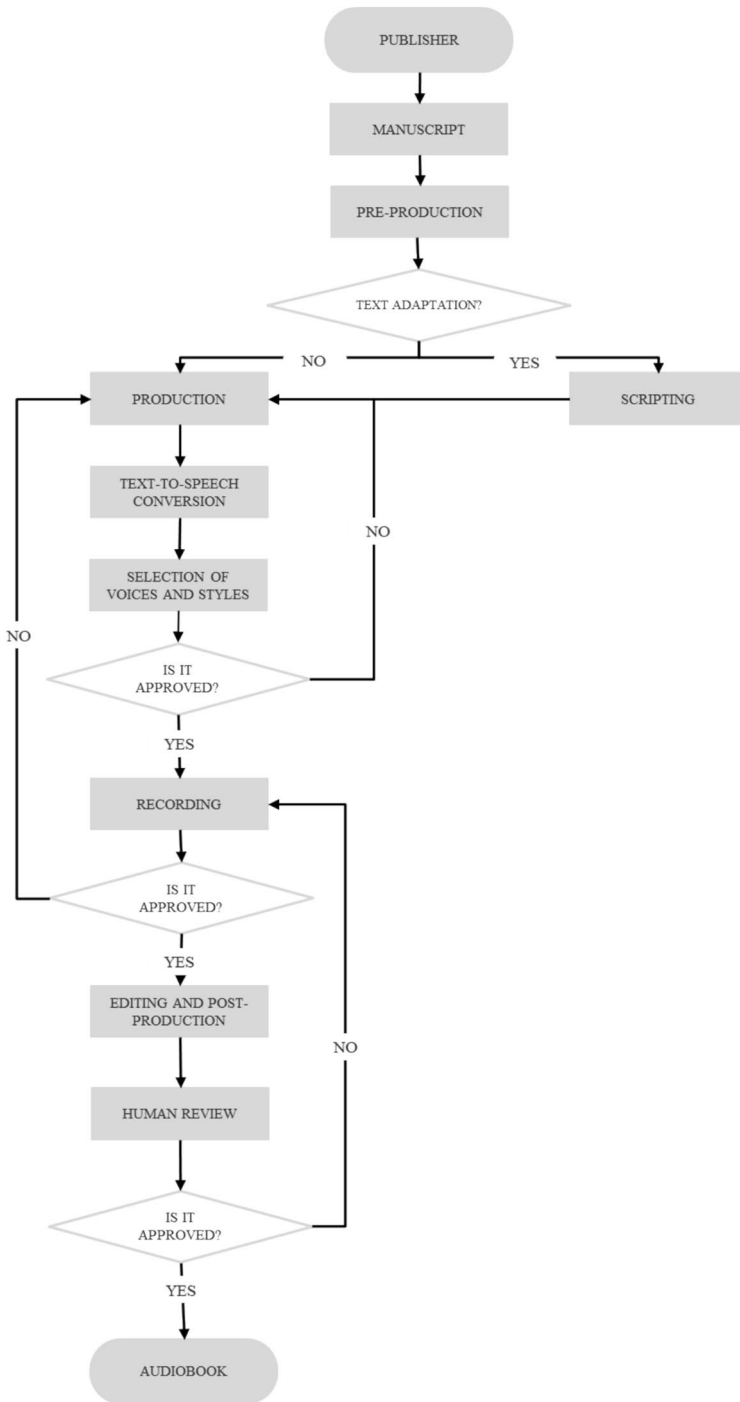 PUBLISHER
MANUSCRIPT
PRE-PRODUCTION
TEXT ADAPTATION?
NO
YES
PRODUCTION
SCRIPTING
TEXT-TO-SPEECH
CONVERSION
NO
SELECTION OF
VOICES AND STYLES
NO
IS IT
APPROVED?
YES
RECORDING
IS IT
APPROVED?
YES
EDITING AND POST-
PRODUCTION
NO
HUMAN REVIEW
IS IT
APPROVED?
YES
AUDIOBOOK